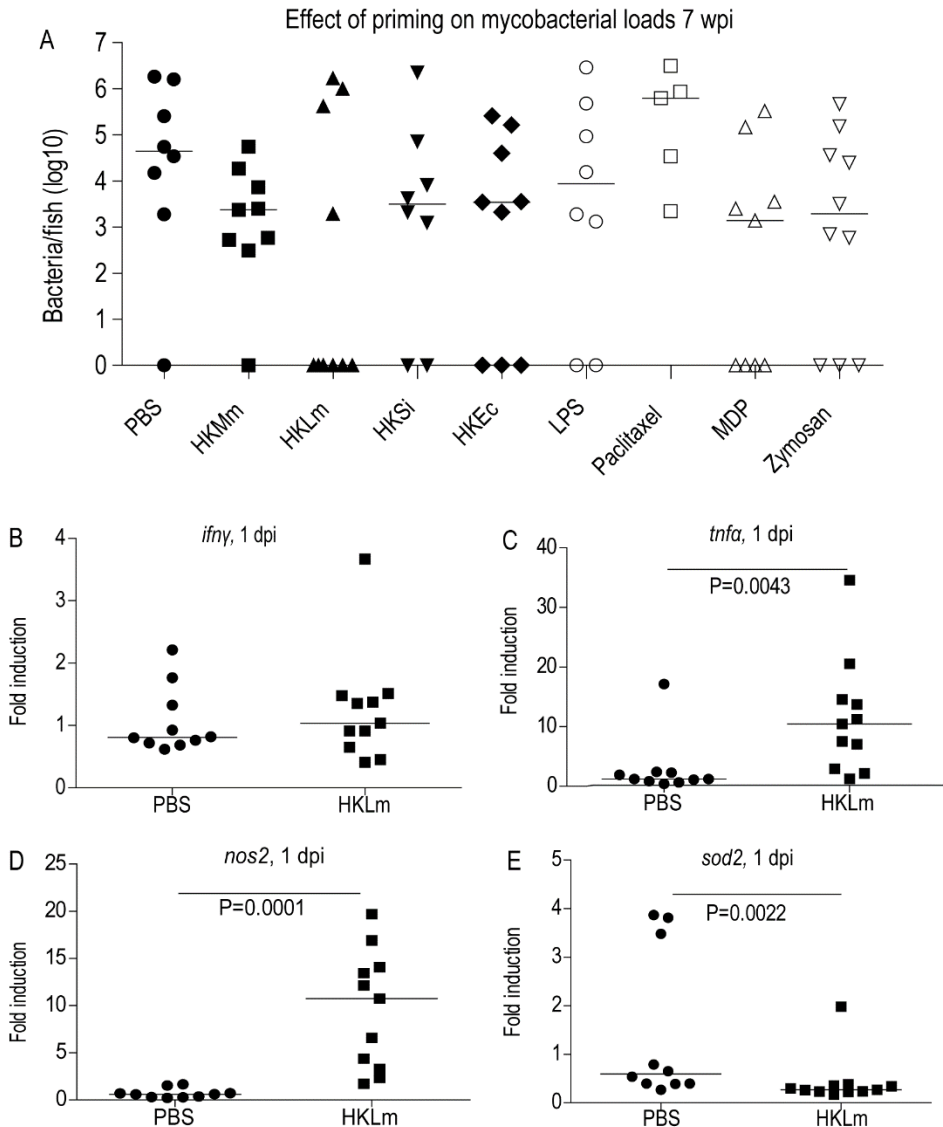 Effect of priming on mycobacterial loads 7 wpi
A
Bacteria/fish (log10)
7
6
5
4
3
2
1
0
PBS
HKMm
HKLm
HKSi
HKEc
LPS
Paclitaxel
MDP
Zymosan
B
ifnγ, 1 dpi
Fold induction
4
3
2
1
0
PBS
HKLm
C
tnfα, 1 dpi
P=0.0043
Fold induction
40
30
20
10
0
PBS
HKLm
D
nos2, 1 dpi
P=0.0001
Fold induction
25
20
15
10
5
0
PBS
HKLm
E
sod2, 1 dpi
P=0.0022
Fold induction
5
4
3
2
1
0
PBS
HKLm